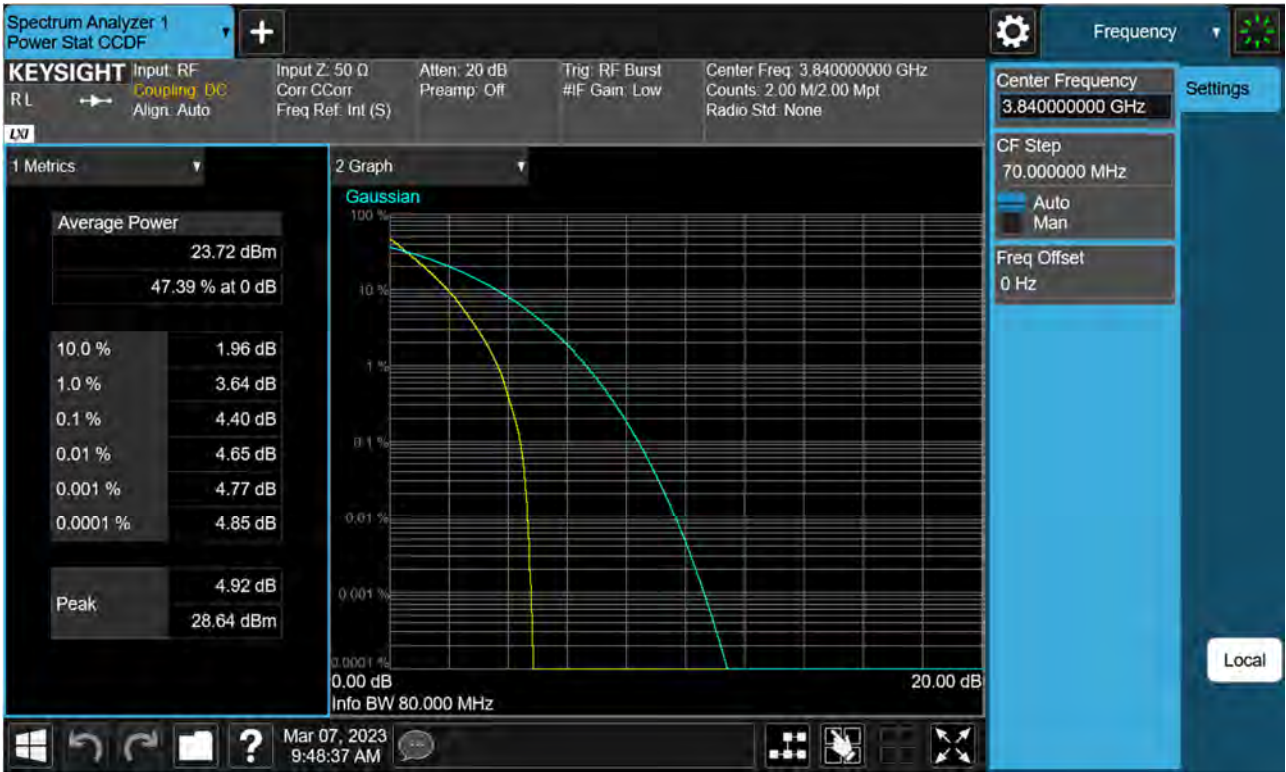 Spectrum Analyzer 1
Power Stat CCDF
+
Frequency
KEYSIGHT
Input: RF
Input Z: 50 Ω
Atten: 20 dB
Trig: RF Burst
Center Freq: 3.840000000 GHz
R L
Coupling: DC
Corr CCorr
Preamp: Off
#IF Gain: Low
Counts: 2.00 M/2.00 Mpt
Align: Auto
Freq Ref: Int (S)
Radio Std: None
LXI
Center Frequency
3.840000000 GHz
Settings
CF Step
70.000000 MHz
Auto
Man
Freq Offset
0 Hz
1 Metrics
Average Power
23.72 dBm
47.39 % at 0 dB
10.0 % 1.96 dB
1.0 % 3.64 dB
0.1 % 4.40 dB
0.01 % 4.65 dB
0.001 % 4.77 dB
0.0001 % 4.85 dB
Peak
4.92 dB
28.64 dBm
2 Graph
Gaussian
100 %
10 %
1 %
0.1 %
0.01 %
0.001 %
0.0001 %
0.00 dB 20.00 dB
Info BW 80.000 MHz
Local
?
Mar 07, 2023
9:48:37 AM